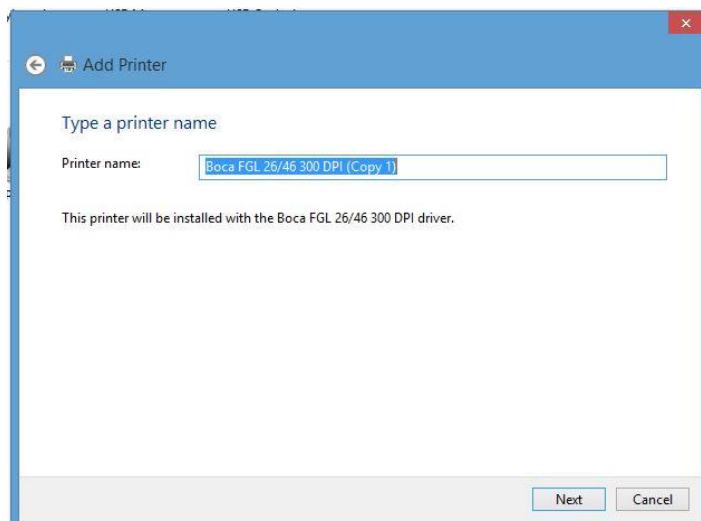 Add Printer
Type a printer name
Printer name: Boca FGL 26/46 300 DPI (Copy 1)
This printer will be installed with the Boca FGL 26/46 300 DPI driver.
Next Cancel